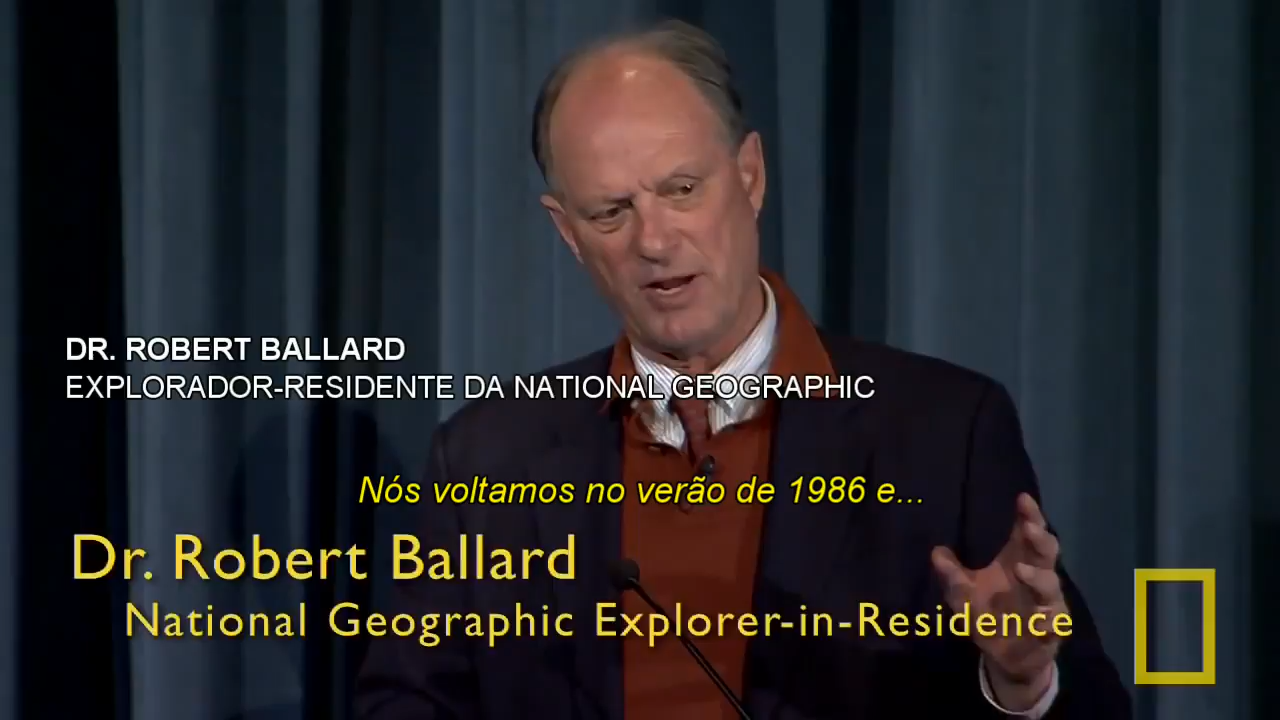 DR. ROBERT BALLARD
EXPLORADOR-RESIDENTE DA NATIONAL GEOGRAPHIC
Nós voltamos no verão de 1986 e...
Dr. Robert Ballard
National Geographic Explorer-in-Residence